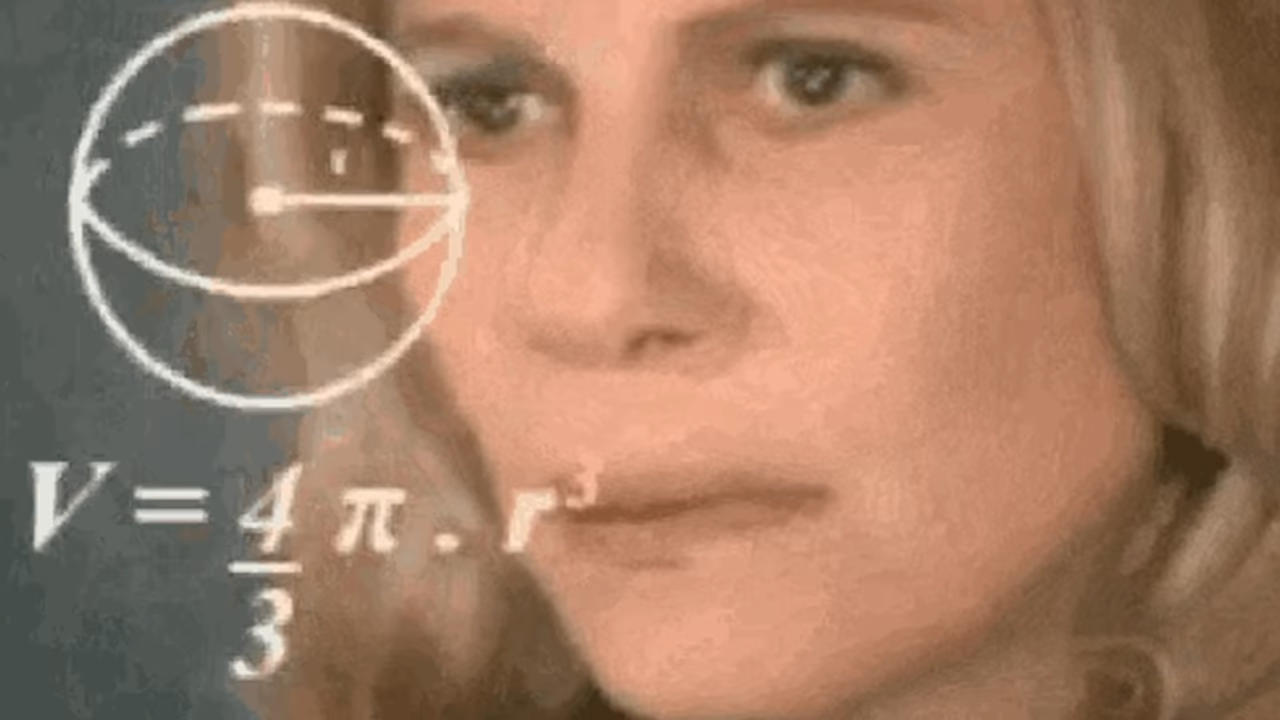 r
V = 4/3 π . r³